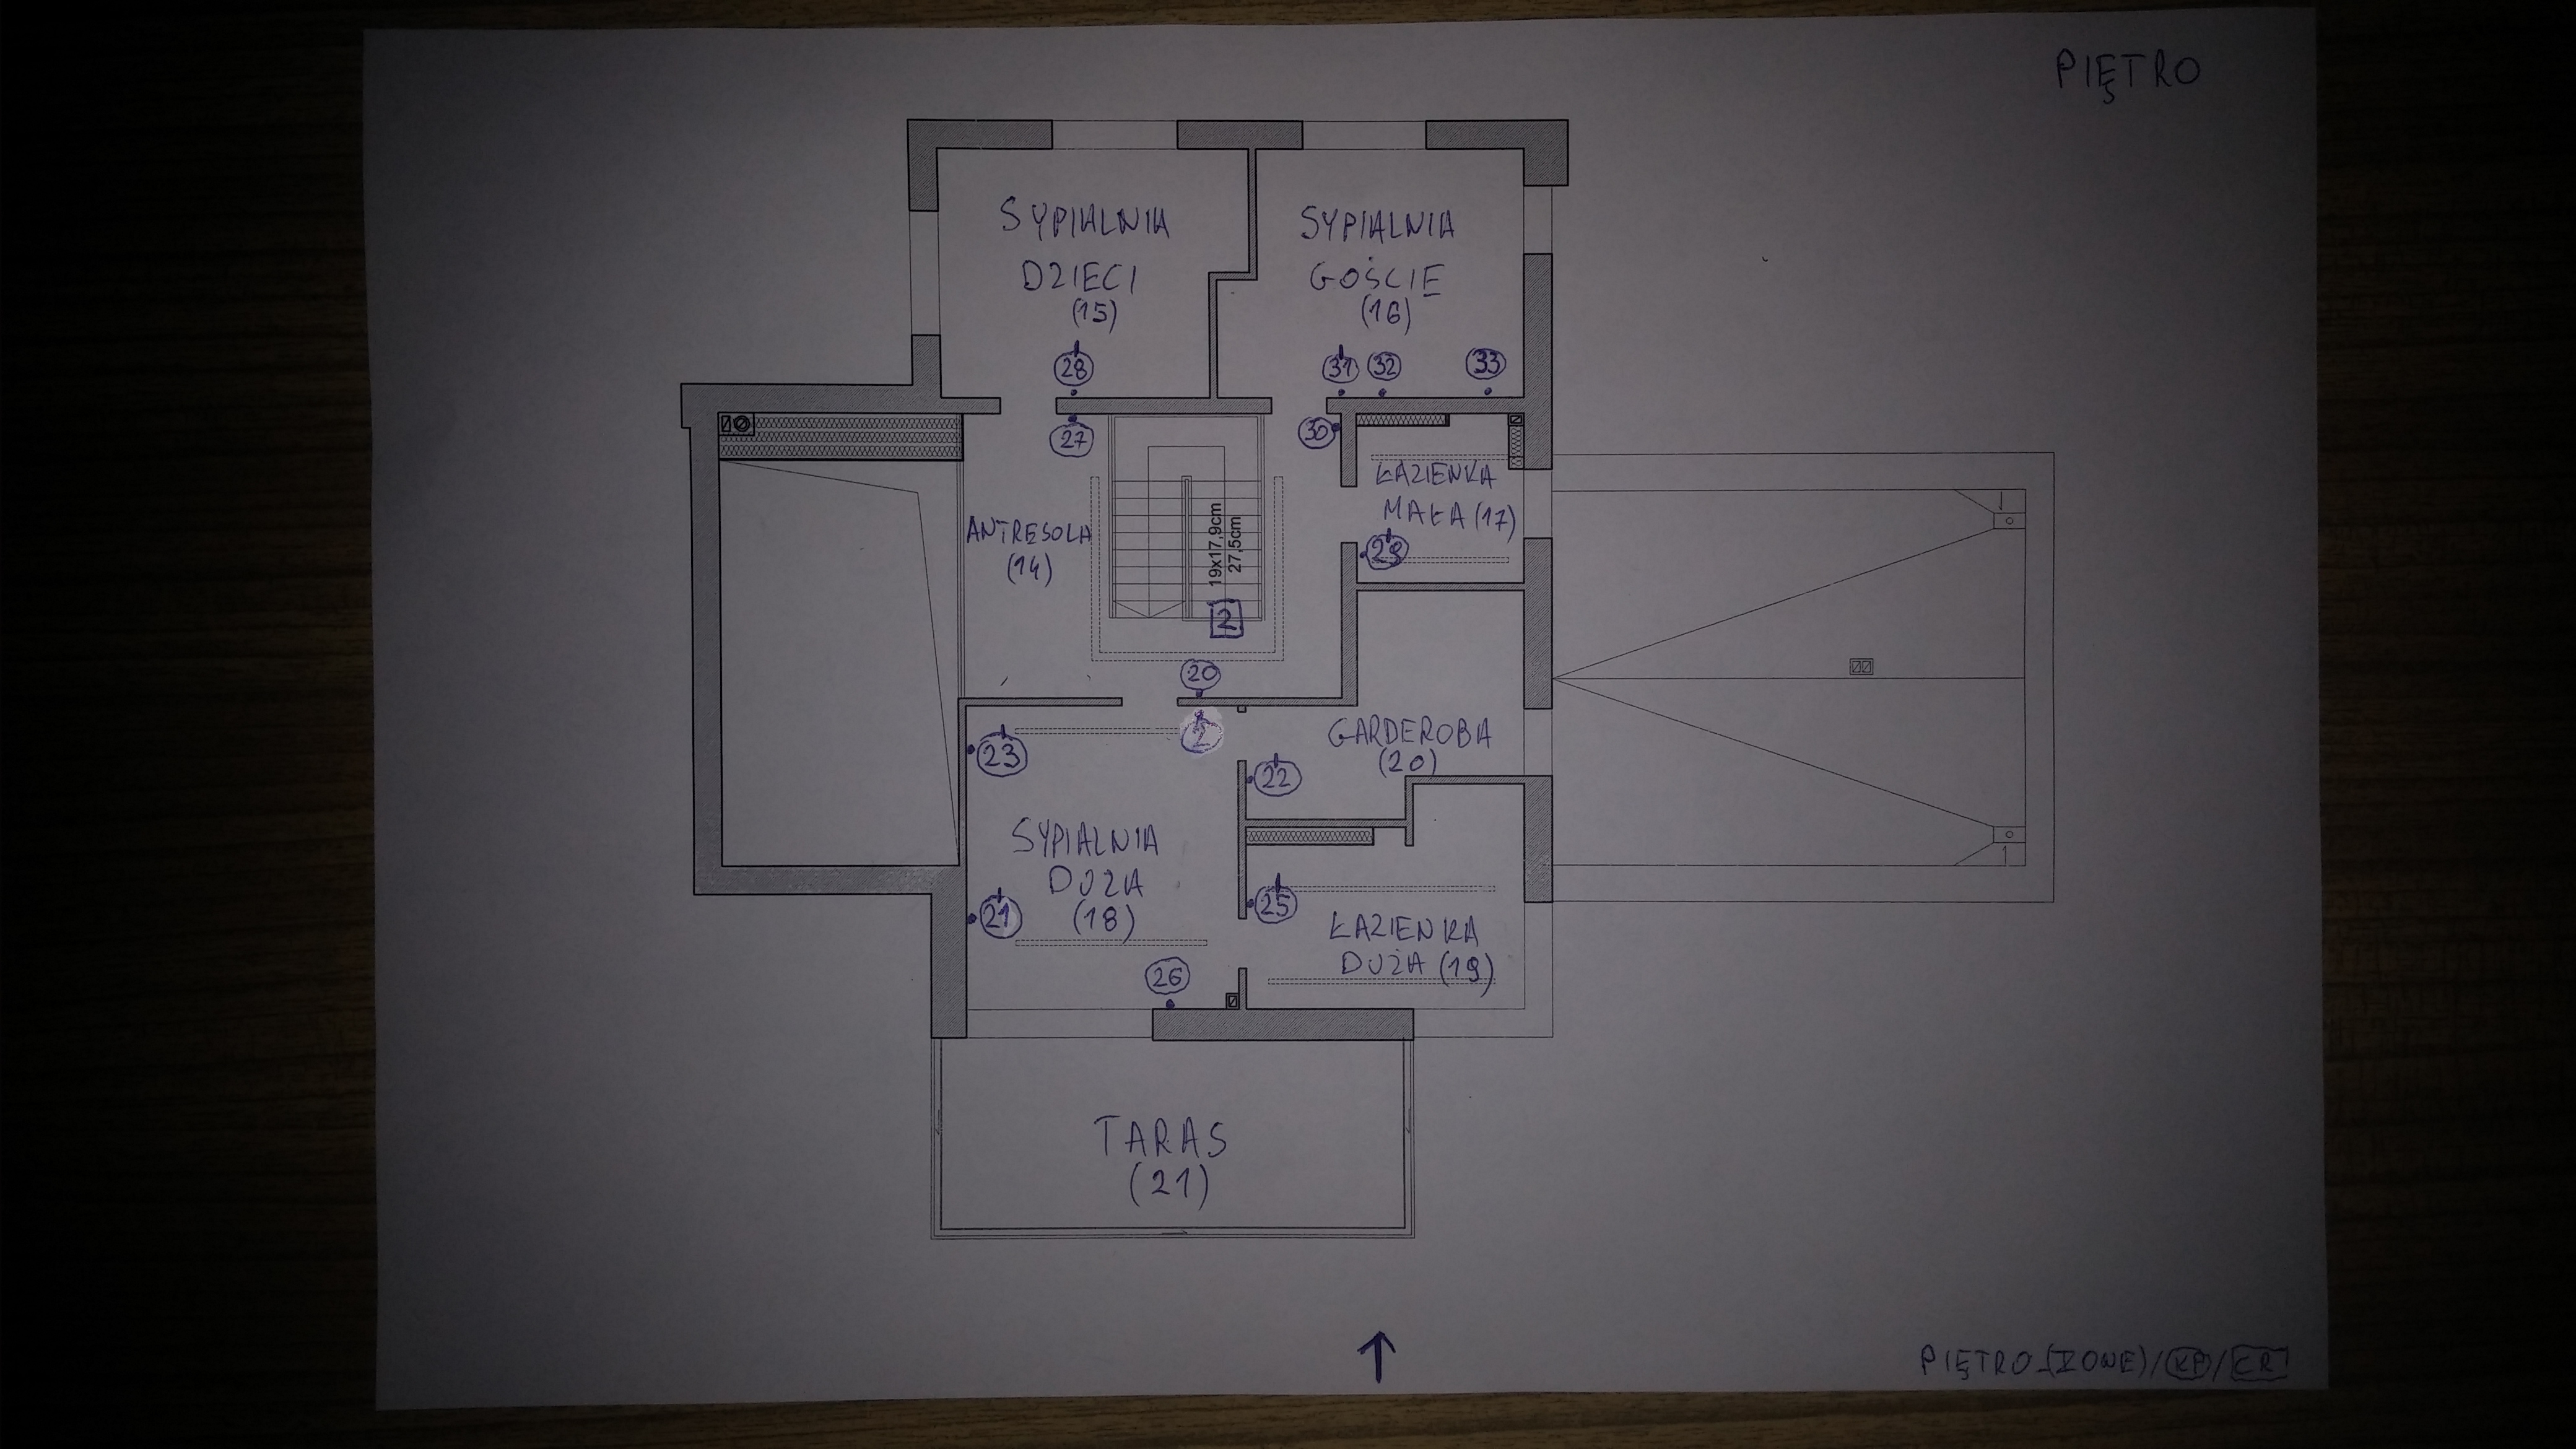 PIĘTRO
SYPIALNIA
DZIECI
(15)
SYPIALNIA
GOŚCIE
(16)
28
31
32
33
27
30
ŁAZIENKA
MAŁA (17)
29
ANTRESOLA
(14)
19x17,9cm
27,5cm
2
20
2
23
22
GARDEROBA
(20)
SYPIALNIA
DUŻA
(18)
21
25
ŁAZIENKA
DUŻA (19)
26
TARAS
(21)
PIĘTRO_(ZONE)/KP/CR